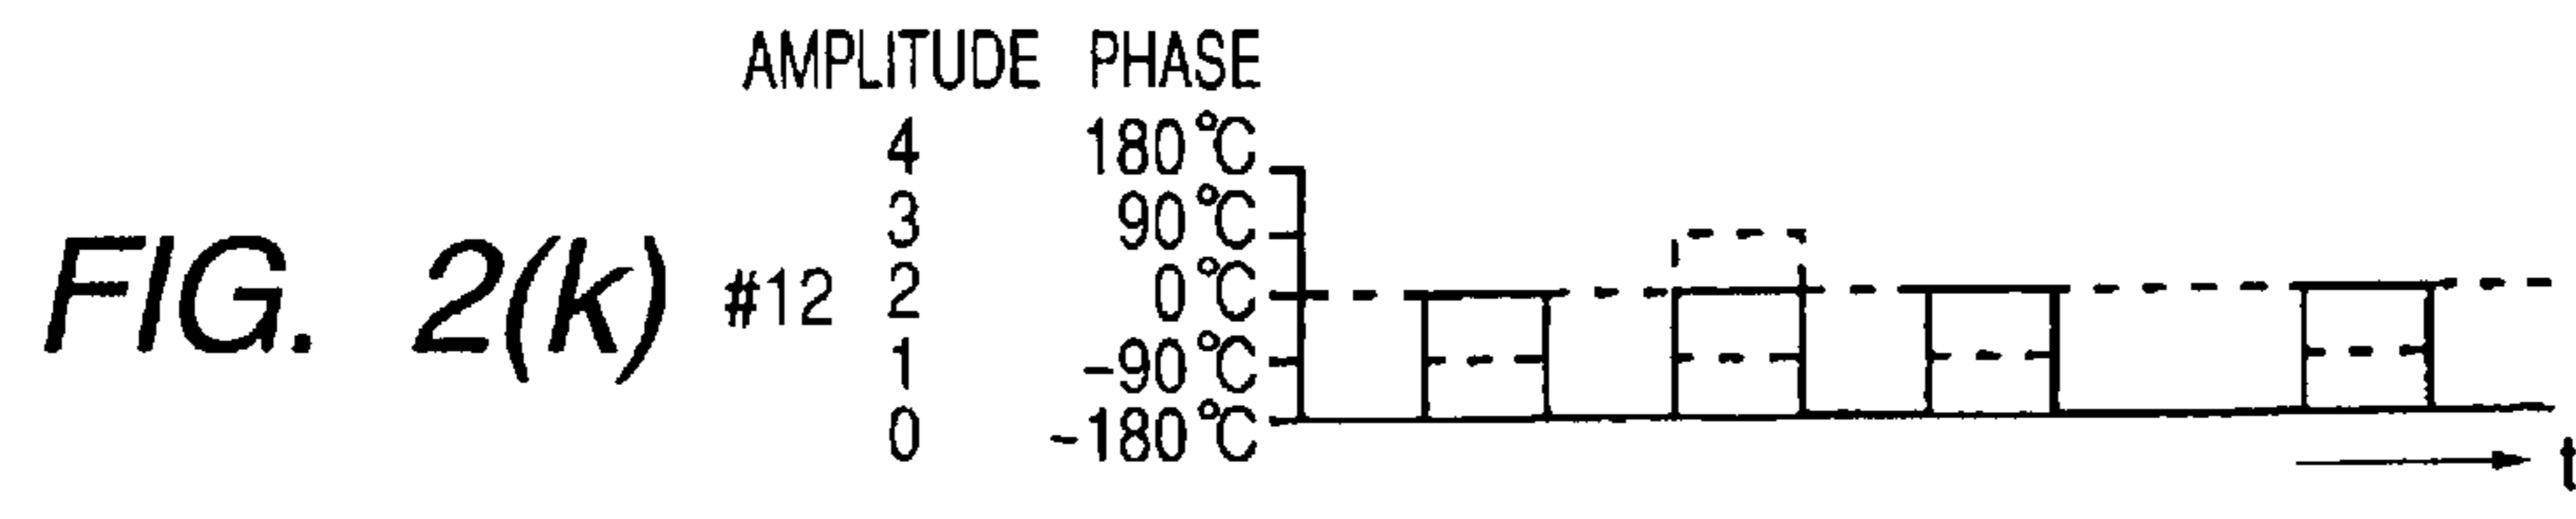 AMPLITUDE PHASE
4 180°C
3 90°C
FIG. 2(k) #12 2 0°C
1 -90°C
0 -180°C
t